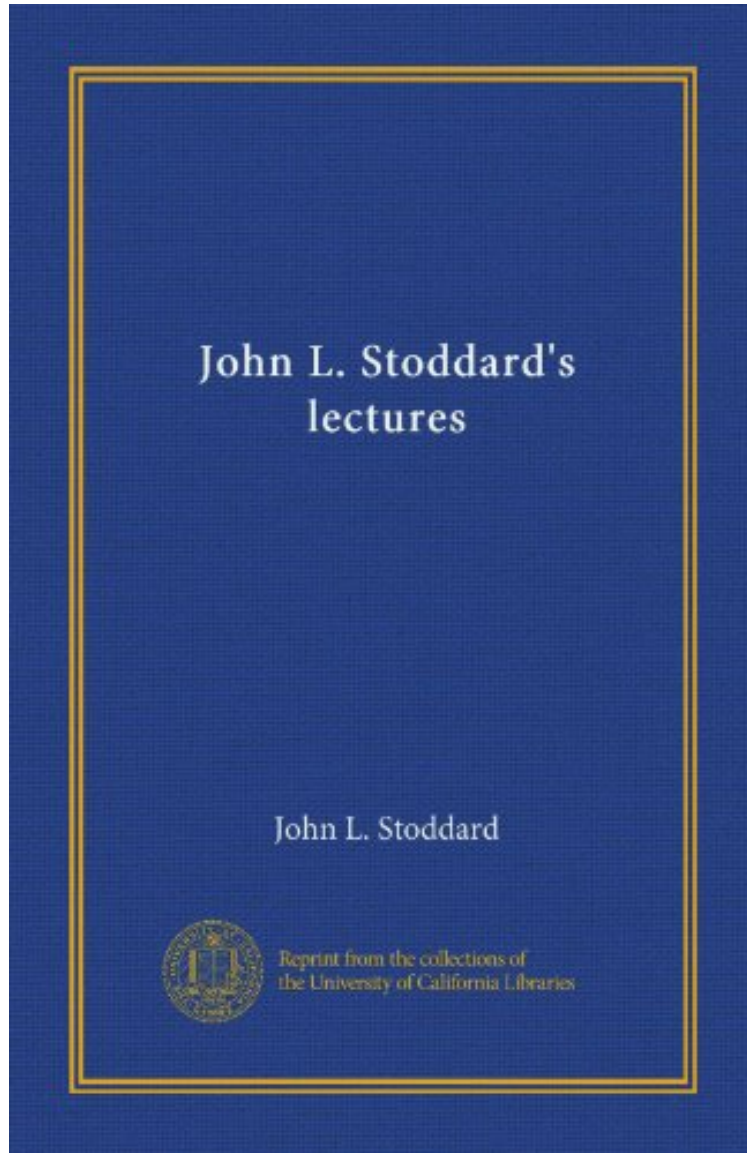 John L. Stoddard's
lectures
John L. Stoddard
Reprint from the collections of
the University of California Libraries